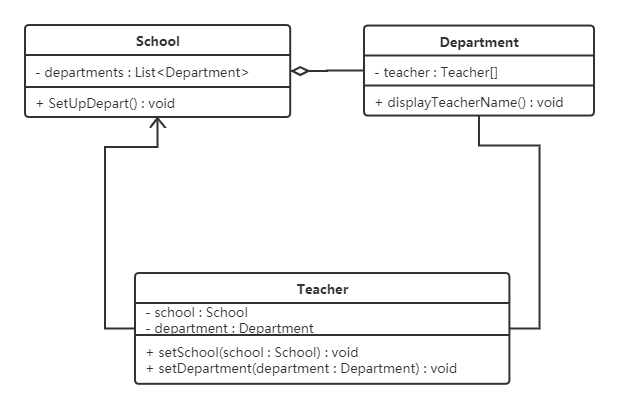 School
- departments : List<Department>
+ SetUpDepart() : void
Department
- teacher : Teacher[]
+ displayTeacherName() : void
Teacher
- school : School
- department : Department
+ setSchool(school : School) : void
+ setDepartment(department : Department) : void